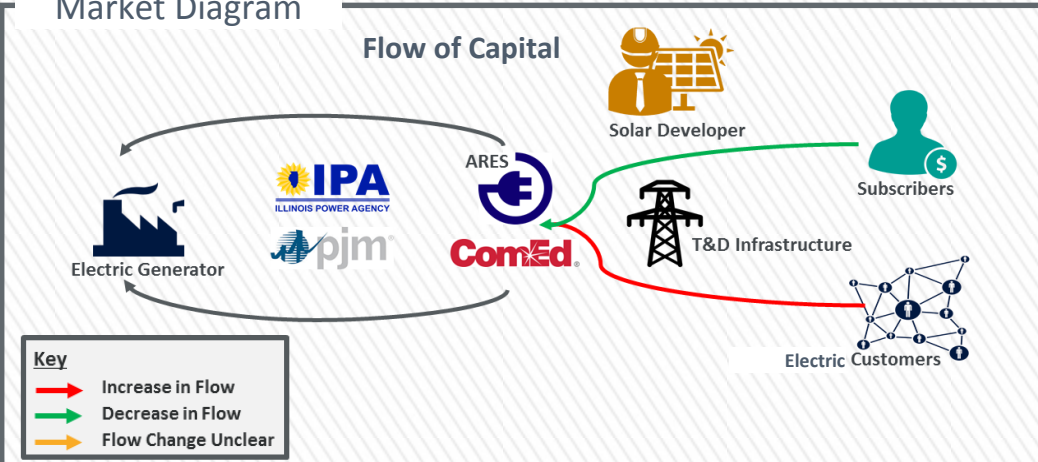 Market Diagram
Flow of Capital
Solar Developer
ARES
IPA
ILLINOIS POWER AGENCY
$
Subscribers
pjm
ComEd®
T&D Infrastructure
Electric Generator
Electric Customers
Key
Increase in Flow
Decrease in Flow
Flow Change Unclear